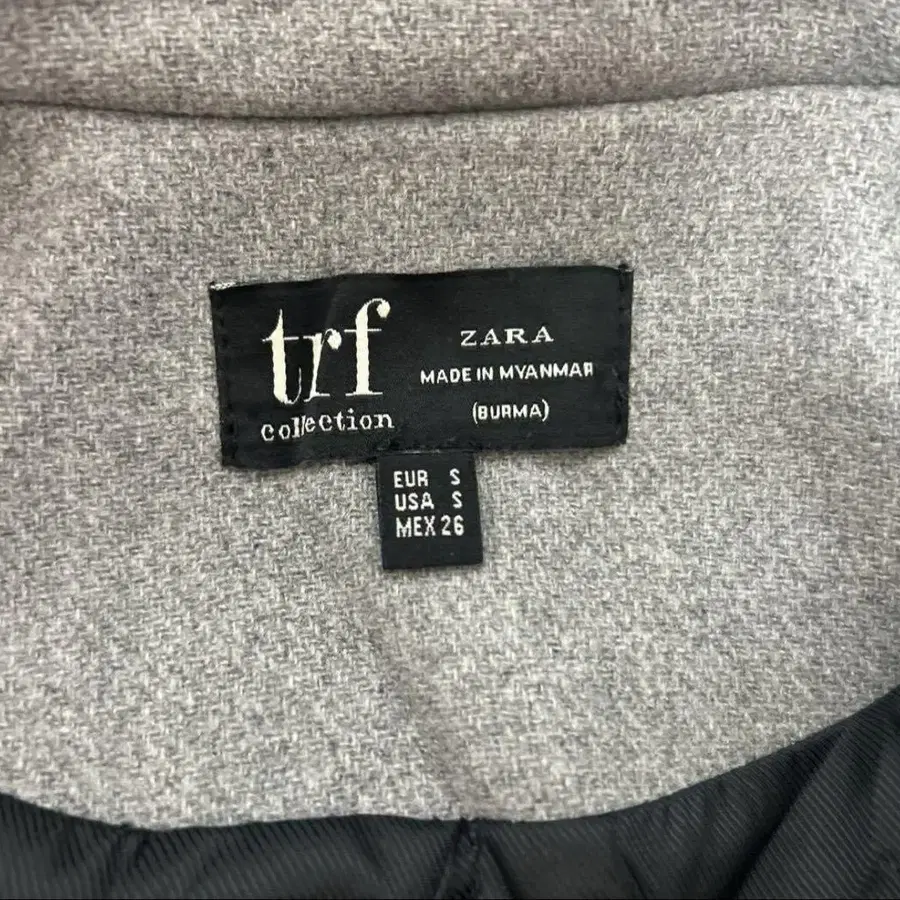 trf
collection
ZARA
MADE IN MYANMAR
(BURMA)
EUR S
USA S
MEX 26